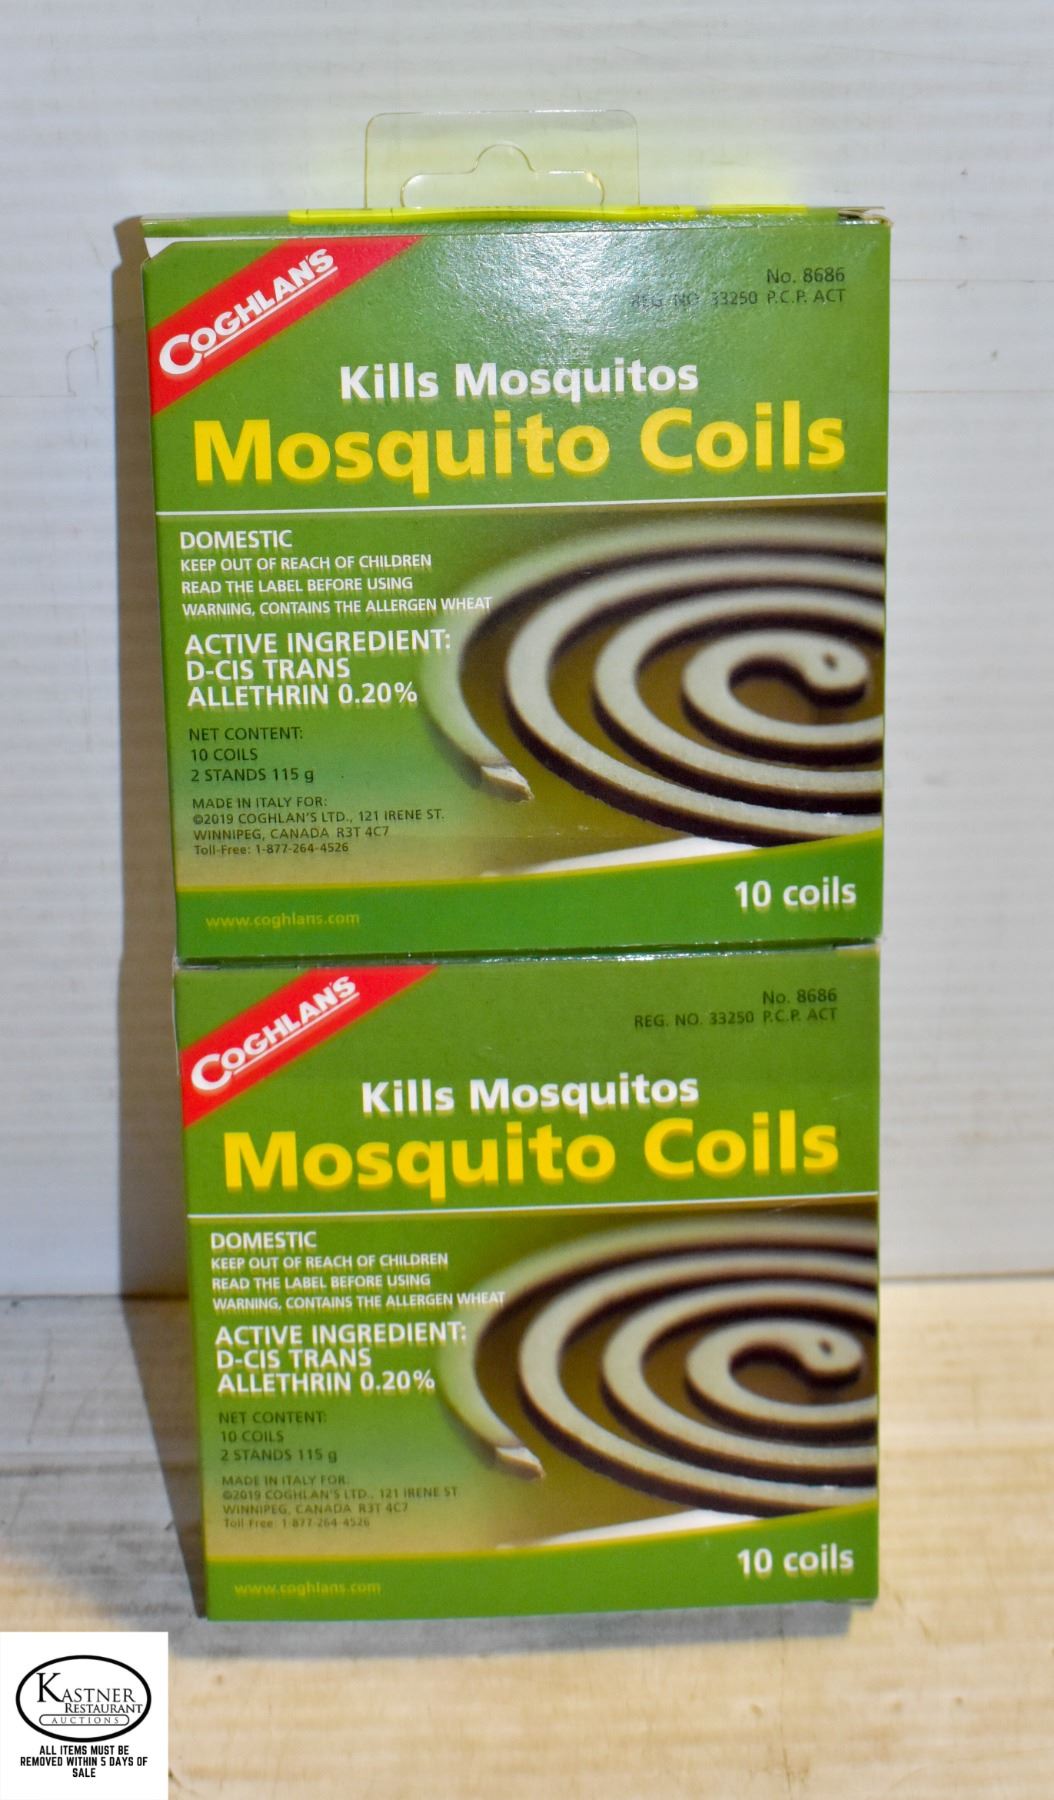 COGHLAN'S
No. 8686
REG. NO. 33250 P.C.P. ACT
Kills Mosquitos
Mosquito Coils
DOMESTIC
KEEP OUT OF REACH OF CHILDREN
READ THE LABEL BEFORE USING
WARNING, CONTAINS THE ALLERGEN WHEAT
ACTIVE INGREDIENT:
D-CIS TRANS
ALLETHRIN 0.20%
NET CONTENT:
10 COILS
2 STANDS 115 g
MADE IN ITALY FOR:
©2019 COGHLAN'S LTD., 121 IRENE ST.
WINNIPEG, CANADA R3T 4C7
Toll-Free: 1-877-264-4526
10 coils
www.coghlans.com
COGHLAN'S
No. 8686
REG. NO. 33250 P.C.P. ACT
Kills Mosquitos
Mosquito Coils
DOMESTIC
KEEP OUT OF REACH OF CHILDREN
READ THE LABEL BEFORE USING
WARNING, CONTAINS THE ALLERGEN WHEAT
ACTIVE INGREDIENT:
D-CIS TRANS
ALLETHRIN 0.20%
NET CONTENT:
10 COILS
2 STANDS 115 g
MADE IN ITALY FOR:
©2019 COGHLAN'S LTD., 121 IRENE ST
WINNIPEG, CANADA R3T 4C7
Toll-Free: 1-877-264-4526
10 coils
www.coghlans.com
KASTNER
RESTAURANT
AUCTIONS
ALL ITEMS MUST BE
REMOVED WITHIN 5 DAYS OF
SALE